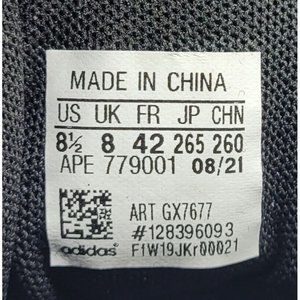 MADE IN CHINA
US UK FR JP CHN
8½ 8 42 265 260
APE 779001 08/21
ART GX7677
#128396093
adidas F1W19JKr00021